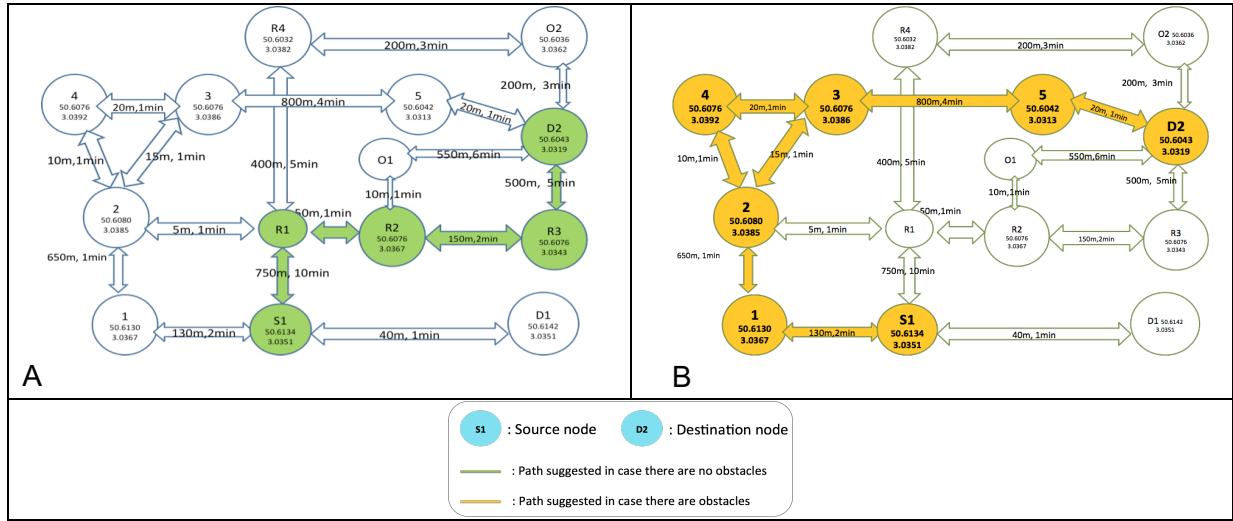 R4
50.6032
3.0382
200m,3min
O2
50.6036
3.0362
200m, 3min
4
50.6076
3.0392
20m,1min
3
50.6076
3.0386
800m,4min
5
50.6042
3.0313
20m, 1min
D2
50.6043
3.0319
10m,1min
15m, 1min
400m, 5min
O1
550m,6min
10m,1min
500m, 5min
2
50.6080
3.0385
5m, 1min
R1
50m,1min
R2
50.6076
3.0367
150m,2min
R3
50.6076
3.0343
650m, 1min
750m, 10min
1
50.6130
3.0367
130m,2min
S1
50.6134
3.0351
40m, 1min
D1
50.6142
3.0351
A
R4
50.6032
3.0382
200m,3min
O2 50.6036
3.0362
200m, 3min
4
50.6076
3.0392
20m,1min
3
50.6076
3.0386
800m,4min
5
50.6042
3.0313
20m, 1min
D2
50.6043
3.0319
10m,1min
15m, 1min
400m, 5min
O1
550m,6min
10m,1min
500m, 5min
2
50.6080
3.0385
5m, 1min
R1
50m,1min
R2
50.6076
3.0367
150m,2min
R3
50.6076
3.0343
650m, 1min
750m, 10min
1
50.6130
3.0367
130m,2min
S1
50.6134
3.0351
40m, 1min
D1 50.6142
3.0351
B
S1 : Source node D2 : Destination node
: Path suggested in case there are no obstacles
: Path suggested in case there are obstacles